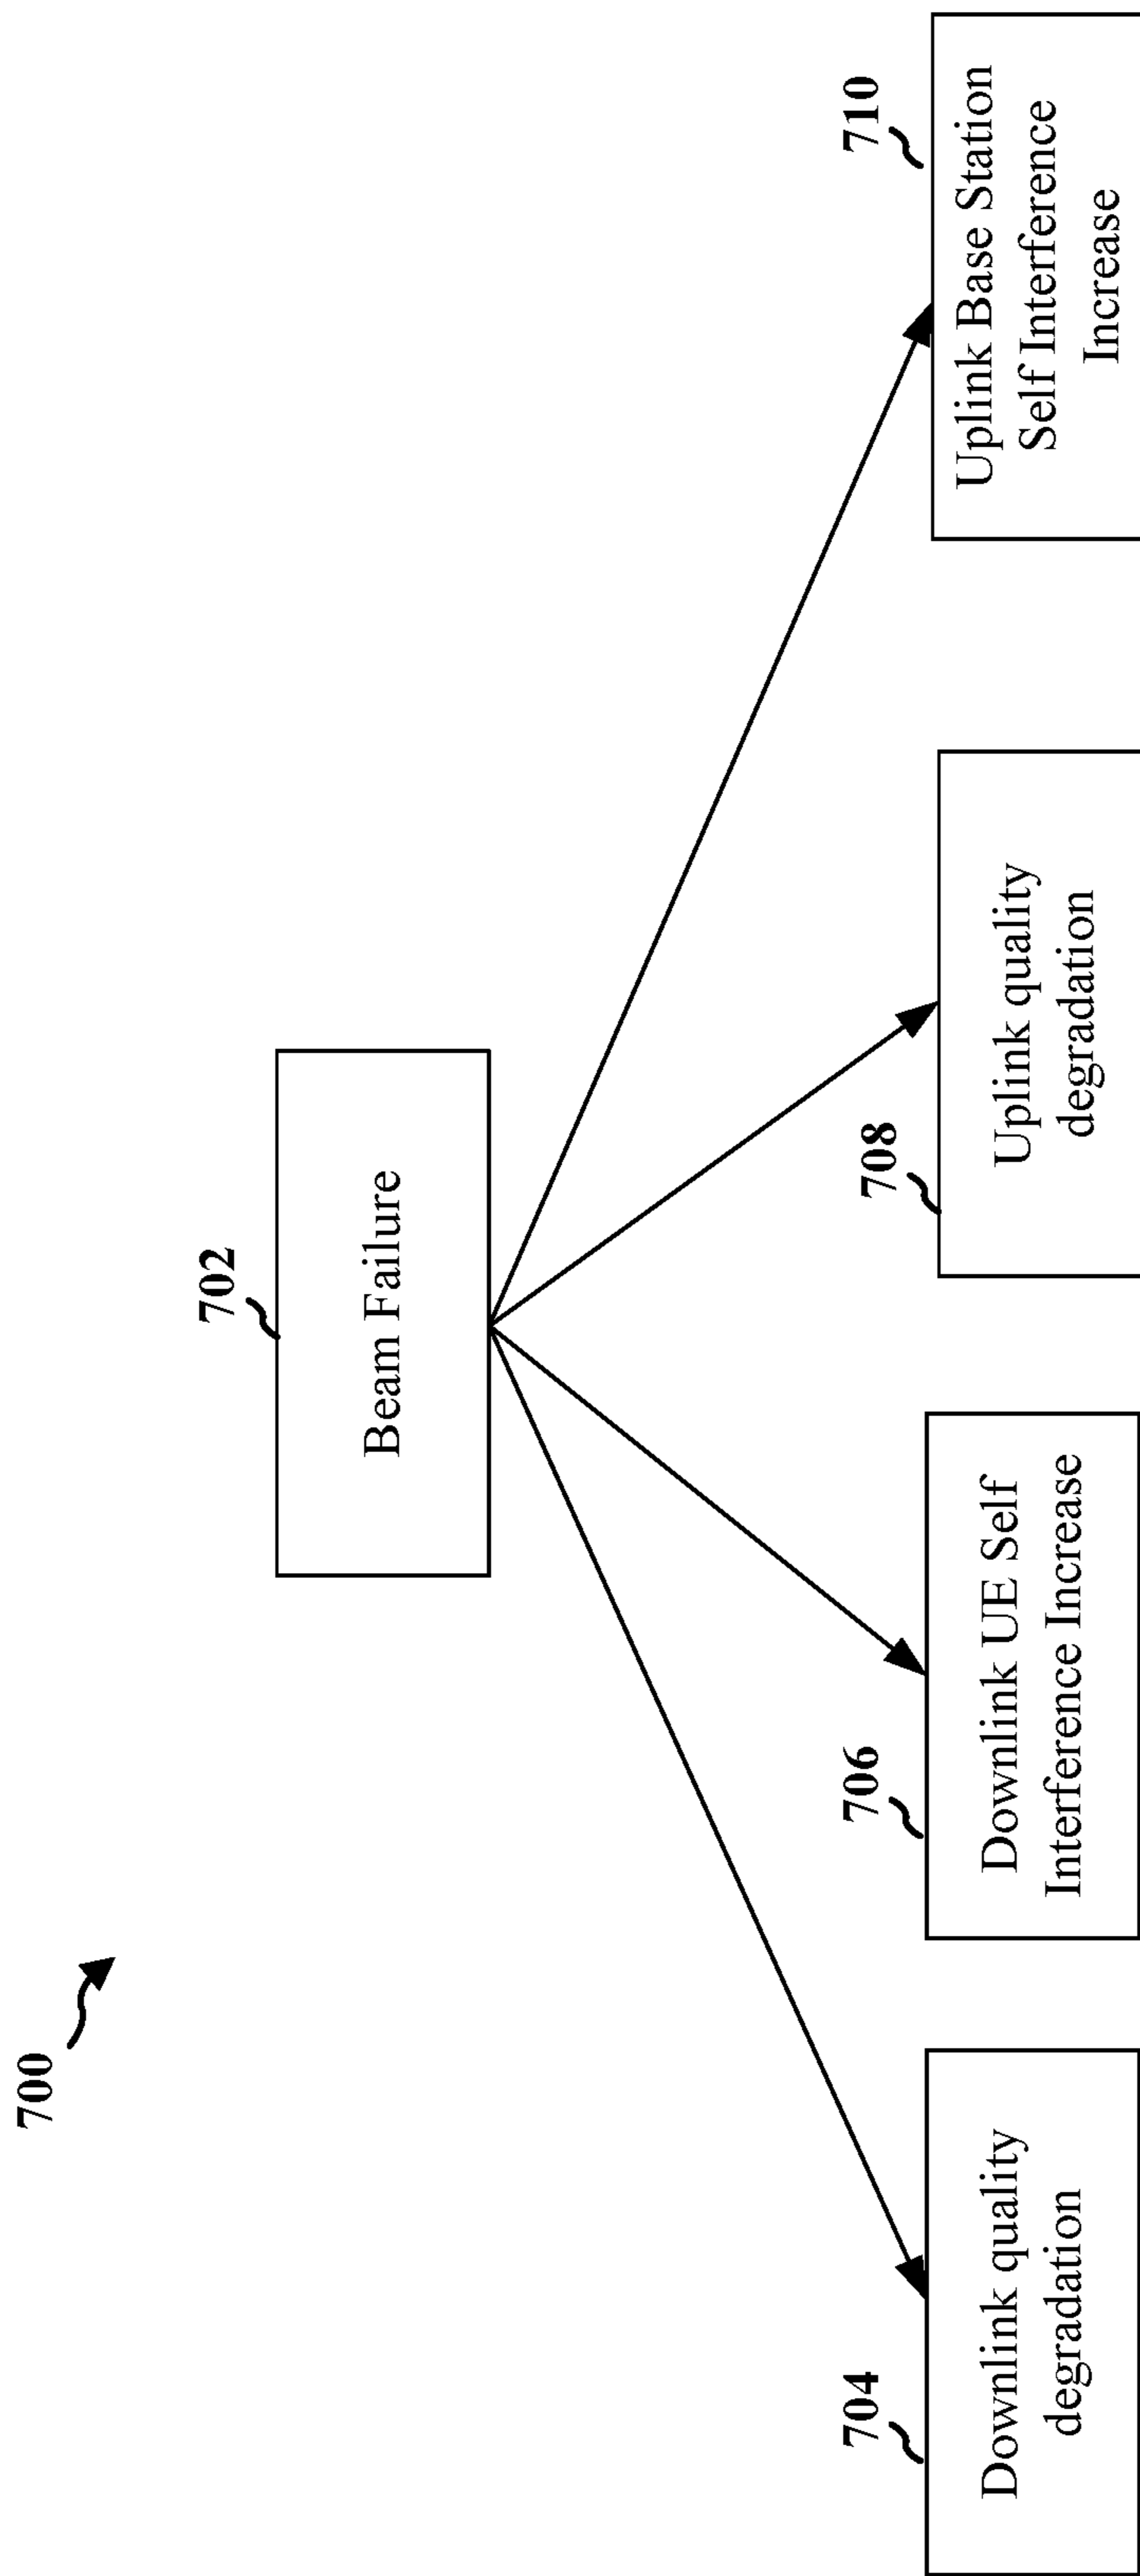 700
702
Beam Failure
704
Downlink quality
degradation
706
Downlink UE Self
Interference Increase
708
Uplink quality
degradation
710
Uplink Base Station
Self Interference
Increase